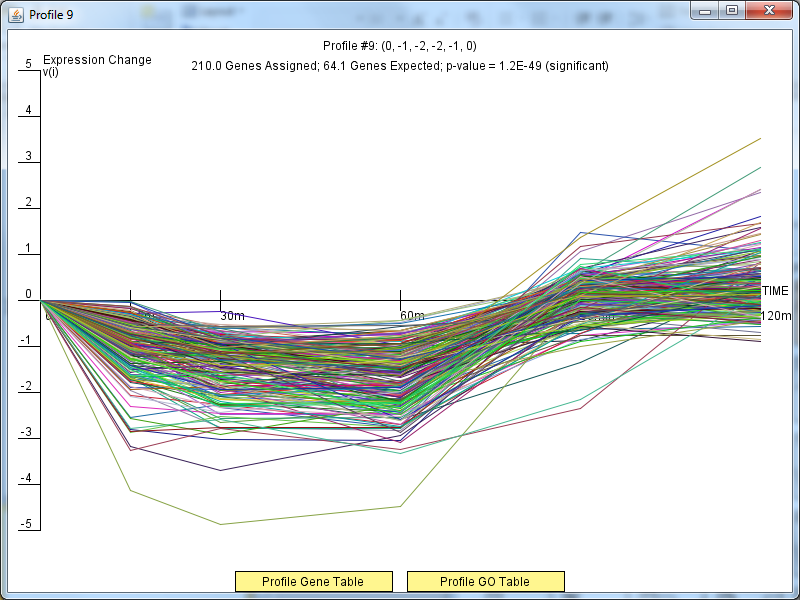 Profile 9
Profile #9: (0, -1, -2, -2, -1, 0)
Expression Change
v(i)
210.0 Genes Assigned; 64.1 Genes Expected; p-value = 1.2E-49 (significant)
5
4
3
2
1
0
-1
-2
-3
-4
-5
30m
60m
TIME
120m
Profile Gene Table
Profile GO Table